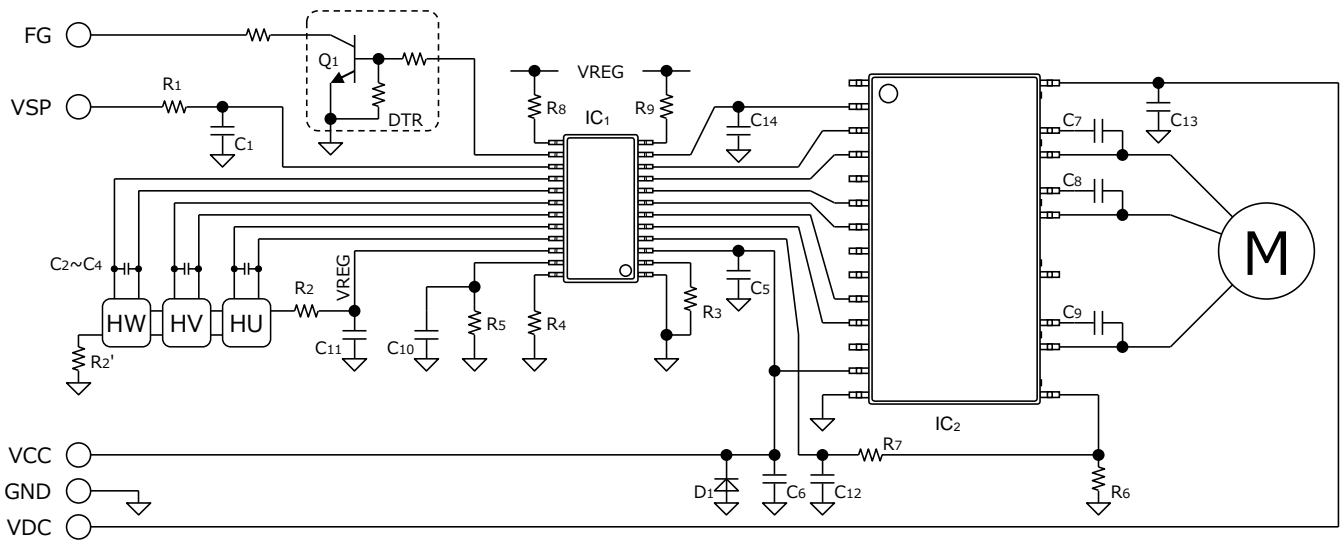 FG
Q1
DTR
VSP
R1
C1
VREG
R8
R9
IC1
C14
C13
C7
C8
C9
M
C2~C4
HW
HV
HU
R2
VREG
R2'
C11
C10
R5
R4
R3
C5
IC2
VCC
GND
VDC
D1
C6
C12
R7
R6